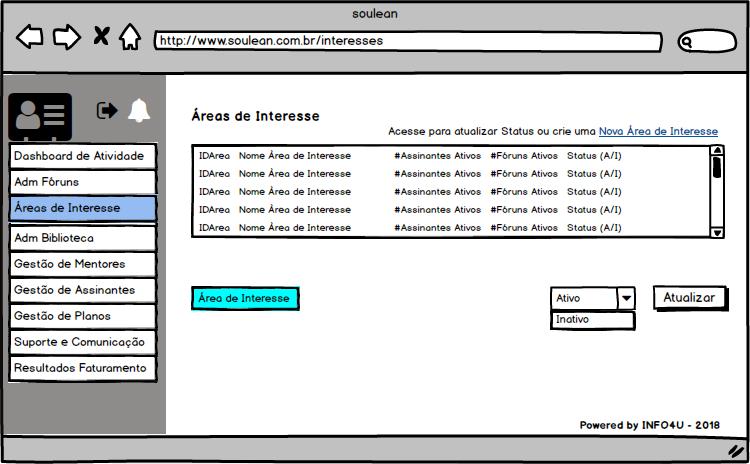 soulean
http://www.soulean.com.br/interesses
Áreas de Interesse
Acesse para atualizar Status ou crie uma Nova Área de Interesse
Dashboard de Atividade
Adm Fóruns
Áreas de Interesse
Adm Biblioteca
Gestão de Mentores
Gestão de Assinantes
Gestão de Planos
Suporte e Comunicação
Resultados Faturamento
IDArea Nome Área de Interesse #Assinantes Ativos #Fóruns Ativos Status (A/I)
IDArea Nome Área de Interesse #Assinantes Ativos #Fóruns Ativos Status (A/I)
IDArea Nome Área de Interesse #Assinantes Ativos #Fóruns Ativos Status (A/I)
IDArea Nome Área de Interesse #Assinantes Ativos #Fóruns Ativos Status (A/I)
IDArea Nome Área de Interesse #Assinantes Ativos #Fóruns Ativos Status (A/I)
Área de Interesse
Ativo
Inativo
Atualizar
Powered by INFO4U - 2018